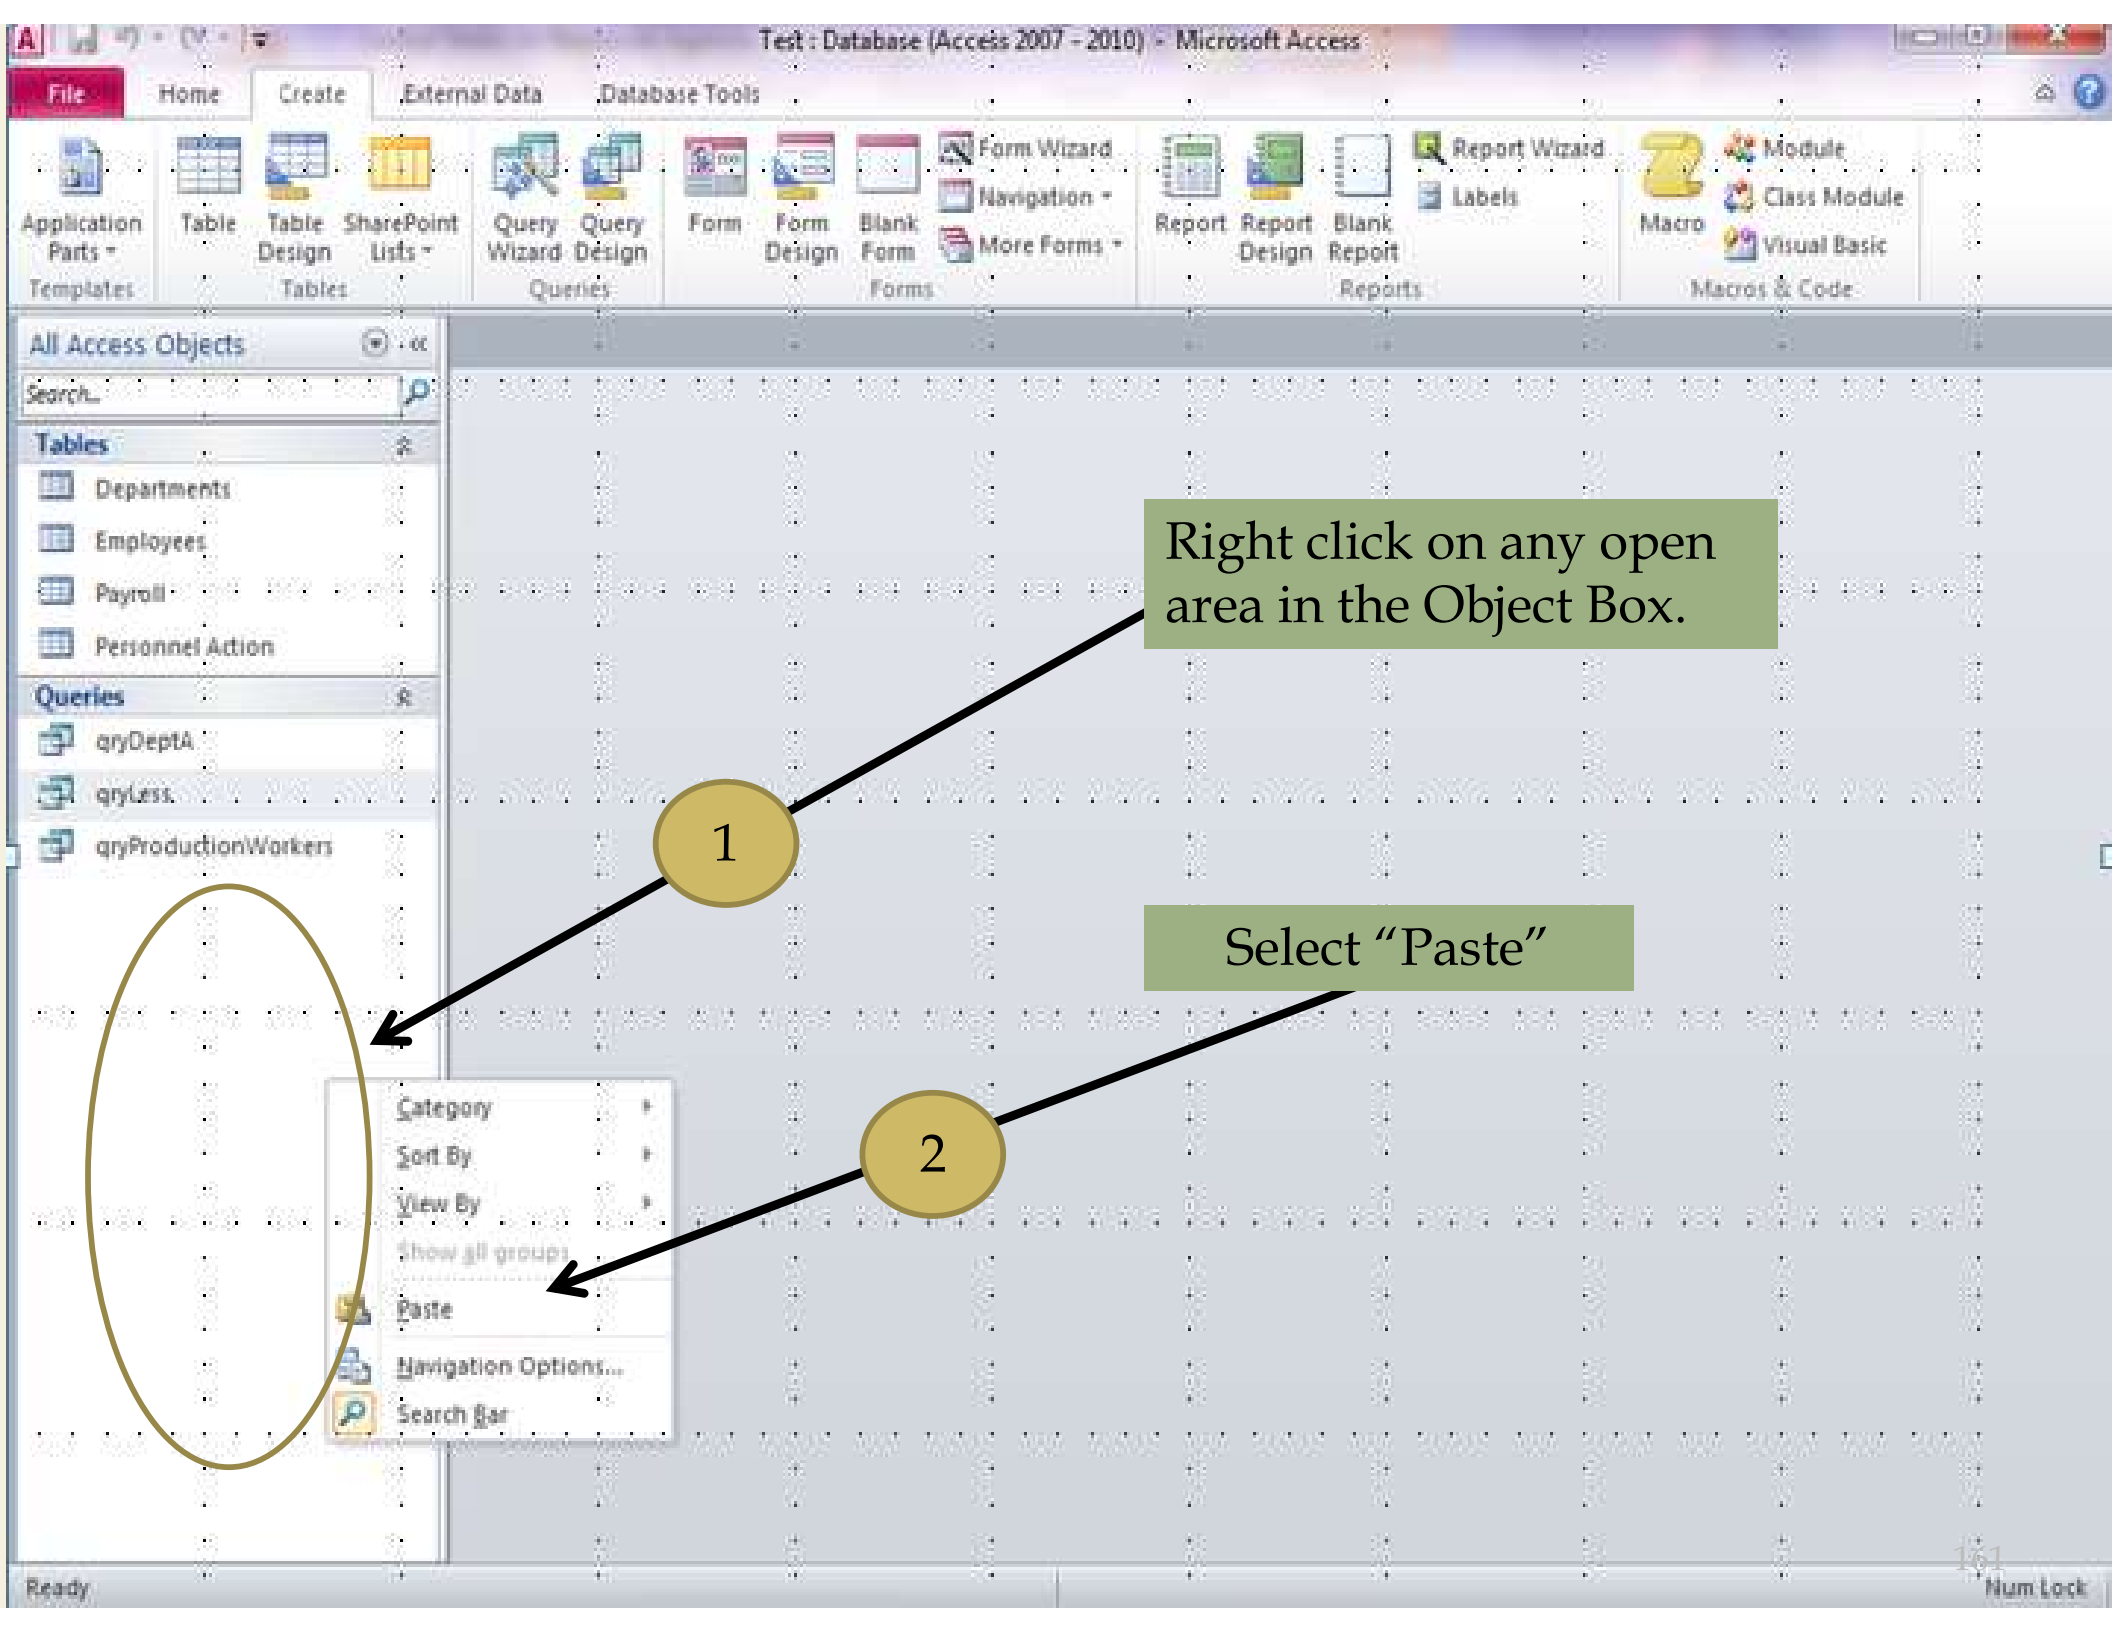 Test : Database (Access 2007 - 2010) - Microsoft Access
File Home Create External Data Database Tools
Application Parts
Table
Table Design
SharePoint Lists
Query Wizard
Query Design
Form
Form Design
Blank Form
Form Wizard
Navigation
More Forms
Report
Report Design
Blank Report
Report Wizard
Labels
Macro
Module
Class Module
Visual Basic
Templates Tables Queries Forms Reports Macros & Code
All Access Objects
Search...
Tables
Departments
Employees
Payroll
Personnel Action
Queries
qryDeptA
qryLess
qryProductionWorkers
Right click on any open
area in the Object Box.
1
Select “Paste”
2
Category
Sort By
View By
Show all groups
Paste
Navigation Options...
Search Bar
161
Ready
Num Lock